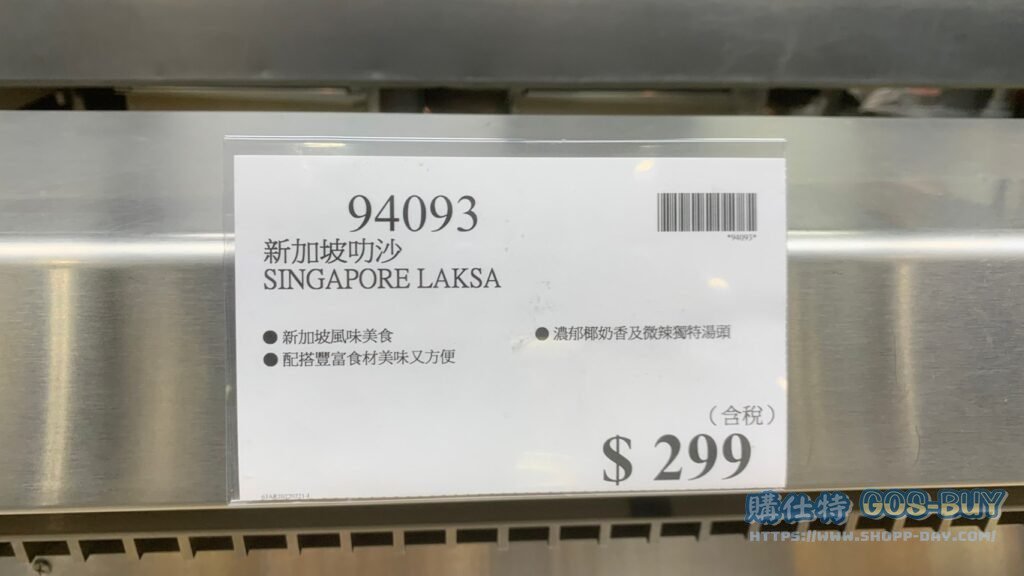 94093
*94093*
新加坡叻沙
SINGAPORE LAKSA
● 新加坡風味美食
● 配搭豐富食材美味又方便
● 濃郁椰奶香及微辣獨特湯頭
（含稅）
$ 299
購仕特 GOS-BUY
HTTPS://WWW.SHOPP-DAY.COM/